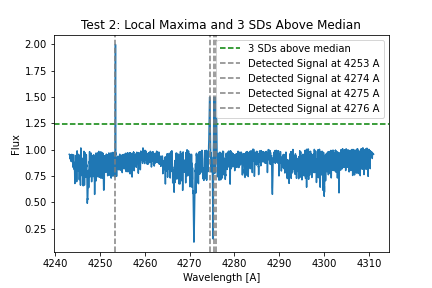 Test 2: Local Maxima and 3 SDs Above Median
3 SDs above median
Detected Signal at 4253 A
Detected Signal at 4274 A
Detected Signal at 4275 A
Detected Signal at 4276 A
2.00
1.75
1.50
1.25
1.00
0.75
0.50
0.25
Flux
4240 4250 4260 4270 4280 4290 4300 4310
Wavelength [A]